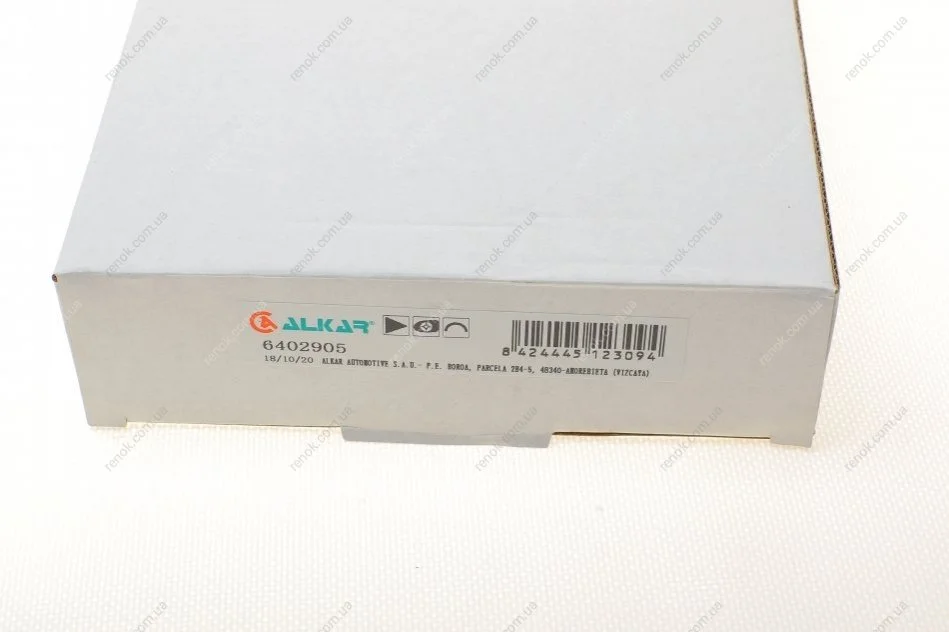 ALKAR®
6402905
8 424445 123094
18/10/20 ALKAR AUTOMOTIVE S.A.U.- P.E. BOROA, PARCELA 2B4-5, 48340-AMOREBIETA (VIZCAYA)
renok.com.ua